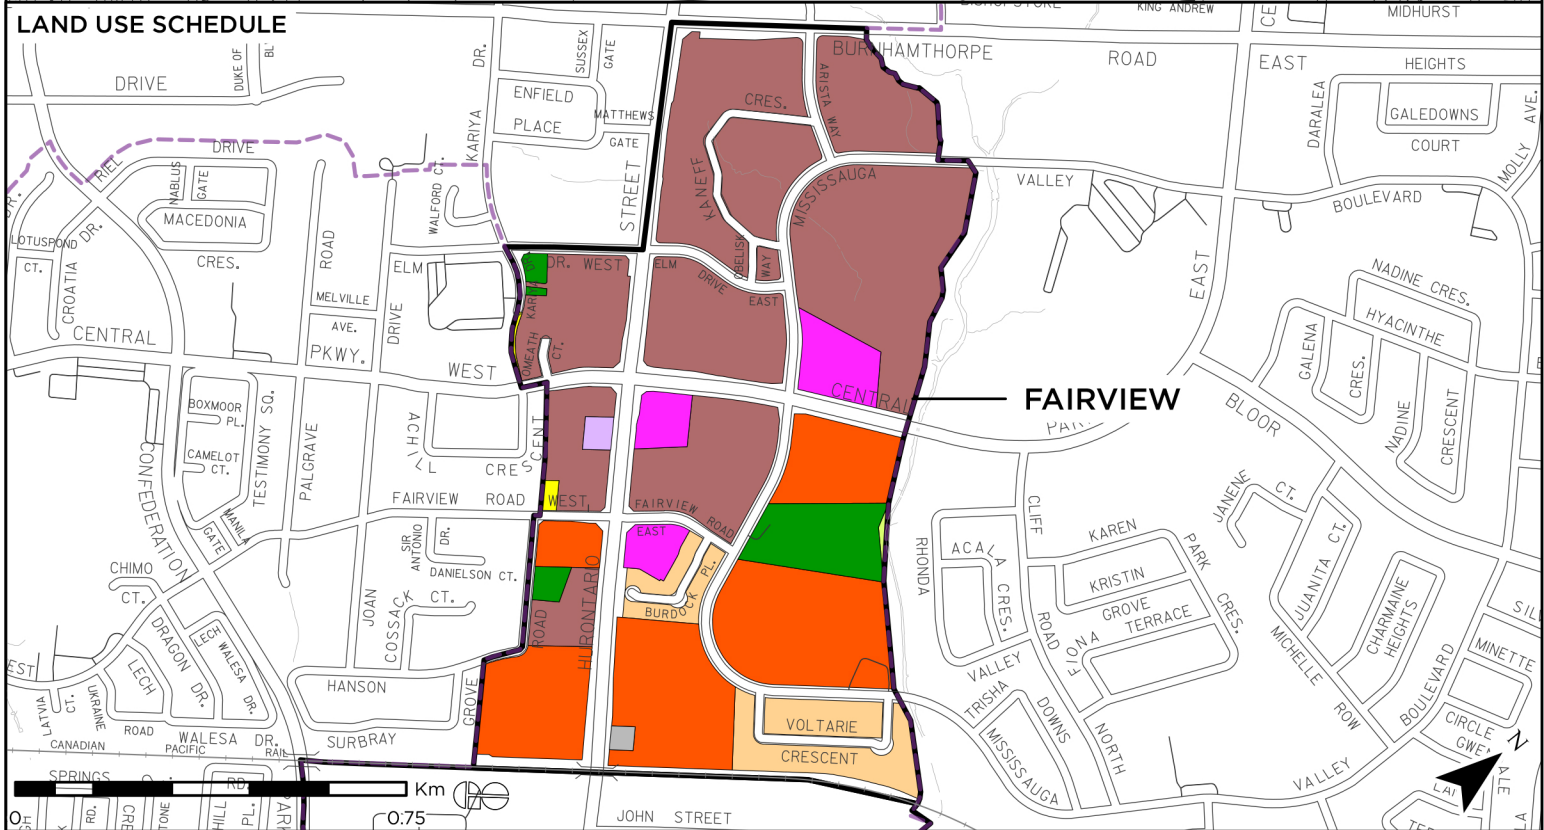 LAND USE SCHEDULE
KING ANDREW
MIDHURST
DRIVE
DUKE OF
DR.
SUSSEX
GATE
BURNHAMTHORPE
ROAD
EAST
HEIGHTS
ENFIELD
PLACE
MATTHEWS
GATE
KARIYA
CRES.
ARISTA WAY
DARALEA
GALEDOWNS
COURT
AVE.
MOLLY
RIEL
DRIVE
NABLUS
GATE
MACEDONIA
CRES.
WALFORD CT.
STREET
KANEFF
MISSISSAUGA
VALLEY
BOULEVARD
LOTUSPOND
CT.
DR.
CROATIA
ROAD
ELM
DR. WEST
ELM
DRIVE
EAST
OBELISK
WAY
EAST
NADINE CRES.
HYACINTHE
MELVILLE
AVE.
DRIVE
CENTRAL
PKWY.
WEST
OMEATH
CT.
GALENA
CRES.
CENTRAL
FAIRVIEW
BLOOR
NADINE
CRESCENT
BOXMOOR
PL.
CAMELOT
CT.
TESTIMONY SQ.
PALGRAVE
ACHILL
CRESCENT
CONFEDERATION
FAIRVIEW ROAD WEST
FAIRVIEW
ROAD
EAST
MANILA
GATE
SIR
ANTONIO
DR.
DANIELSON CT.
CLIFF
ROAD
JANENE
CT.
KAREN
PARK
CRES.
KRISTIN
GROVE
TERRACE
ACALA
CRES.
RHONDA
FIONA
JUANITA CT.
CHARMAINE
HEIGHTS
MICHELLE
ROW
MINETTE
CHIMO
CT.
JOAN
COSSACK
CT.
ROAD
HURONTARIO
BURDOCK
PL.
DRAGON DR.
LECH
WALESA DR.
LECH
HANSON
GROVE
VALLEY
TRISHA
DOWNS
NORTH
BOULEVARD
CIRCLE
LATVIA
CT.
UKRAINE
ROAD
WALESA DR.
SURBRAY
VOLTARIE
CRESCENT
MISSISSAUGA
VALLEY
CANADIAN
PACIFIC
RAIL
N
SPRINGS
RD.
RD.
HILL
PL.
Km
0
0.75
JOHN STREET